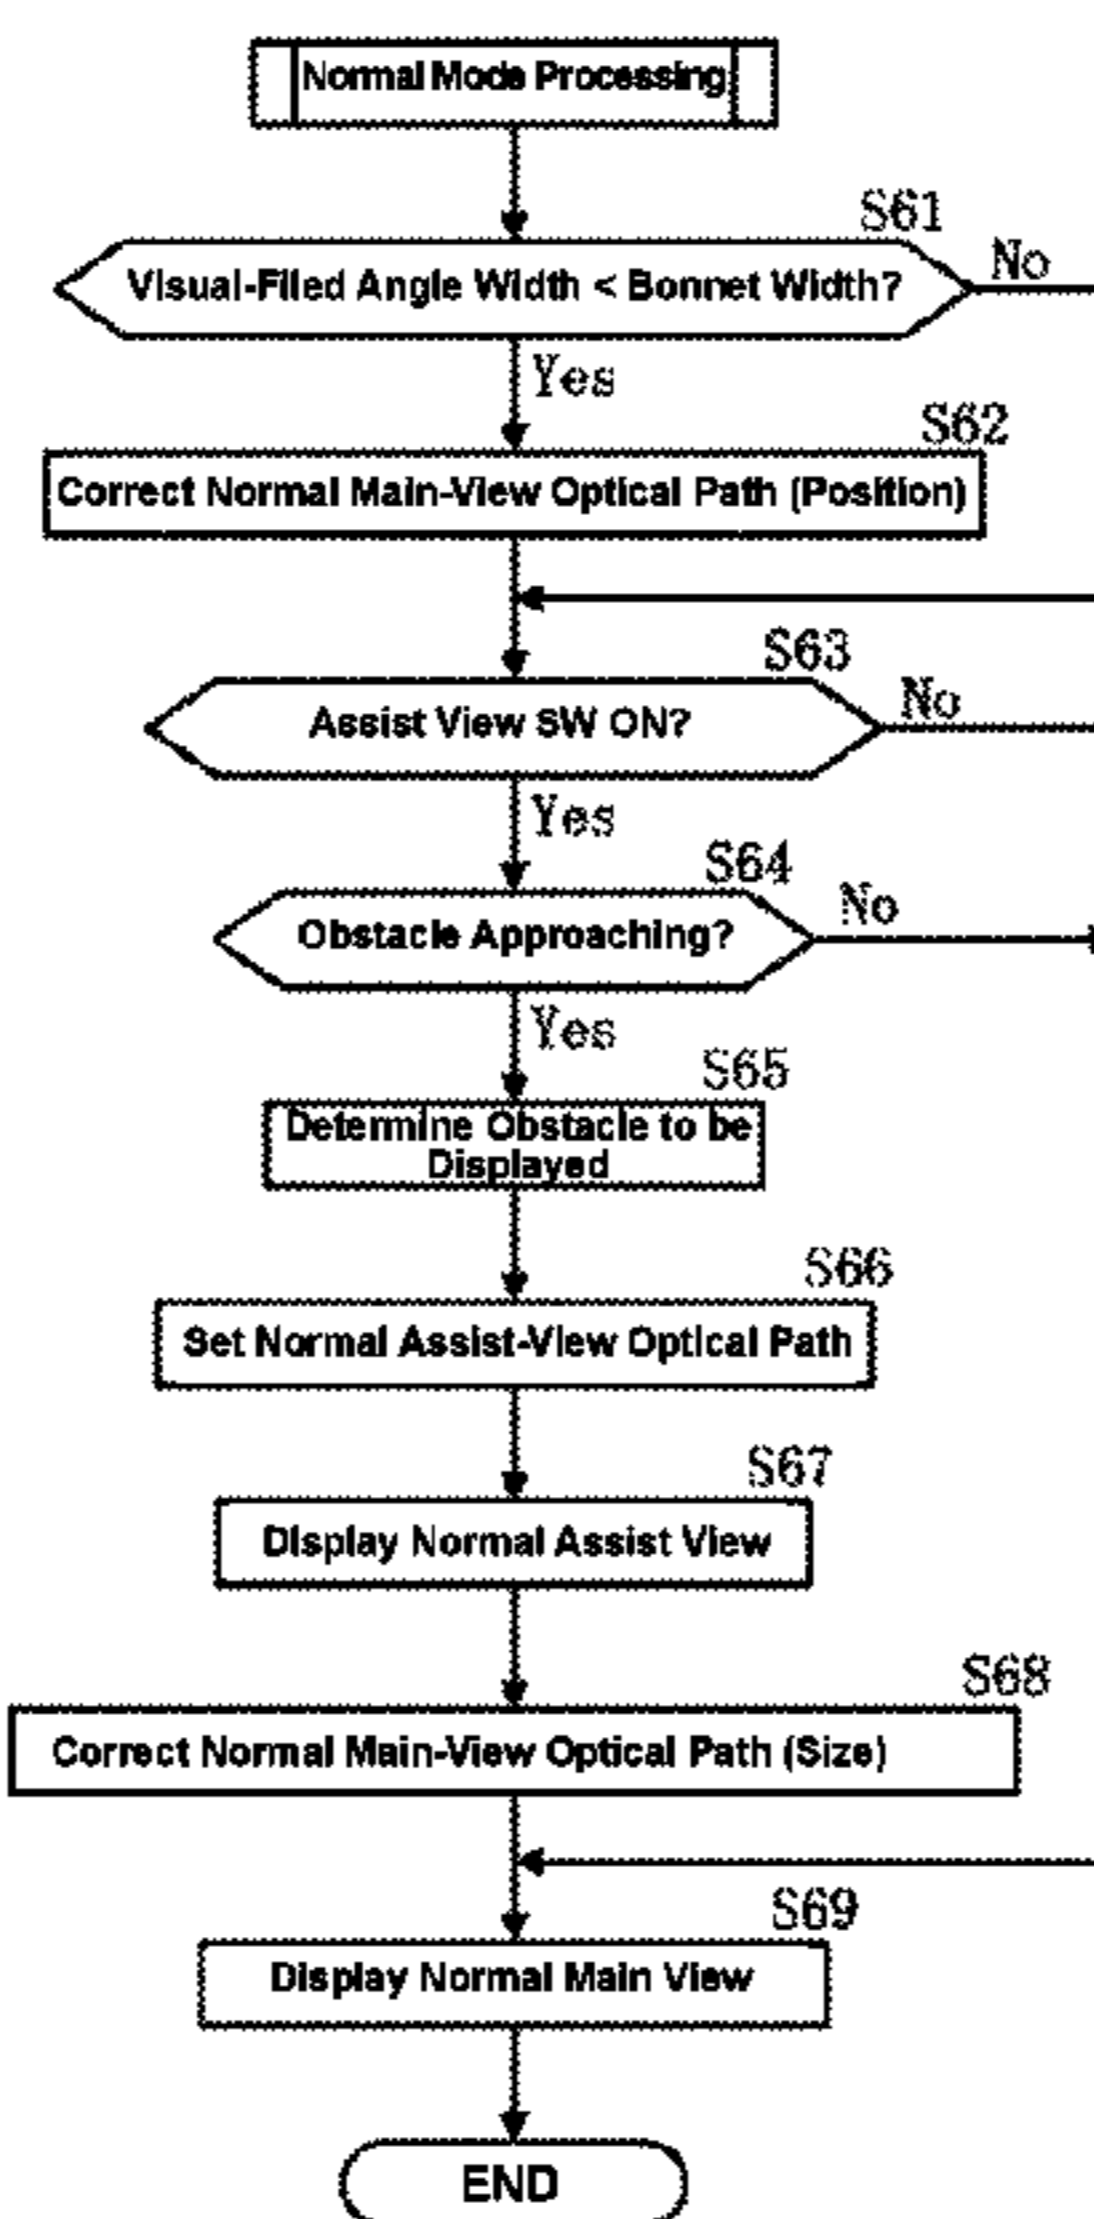 Normal Mode Processing
S61
Visual-Filed Angle Width < Bonnet Width?
No
Yes
S62
Correct Normal Main-View Optical Path (Position)
S63
Assist View SW ON?
No
Yes
S64
Obstacle Approaching?
No
Yes
S65
Determine Obstacle to be
Displayed
S66
Set Normal Assist-View Optical Path
S67
Display Normal Assist View
S68
Correct Normal Main-View Optical Path (Size)
S69
Display Normal Main View
END